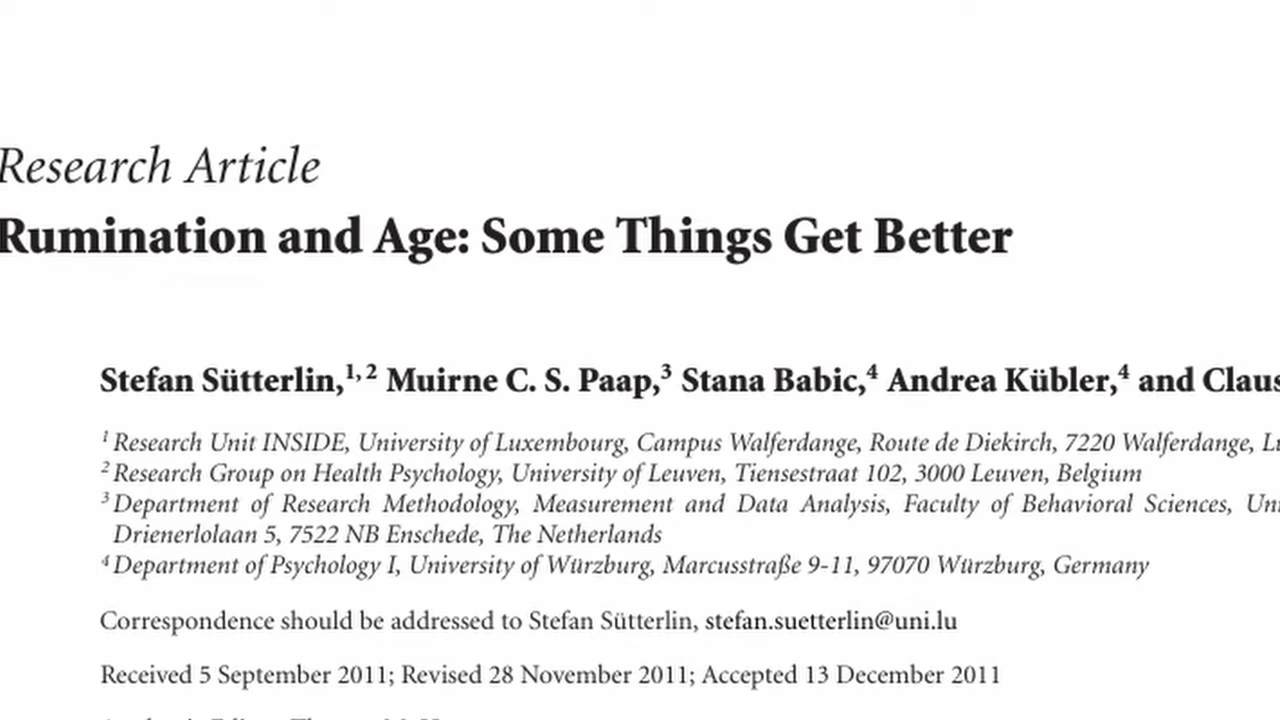 Research Article
Rumination and Age: Some Things Get Better
Stefan Sütterlin,1, 2 Muirne C. S. Paap,3 Stana Babic,4 Andrea Kübler,4 and Claus
1 Research Unit INSIDE, University of Luxembourg, Campus Walferdange, Route de Diekirch, 7220 Walferdange,
2 Research Group on Health Psychology, University of Leuven, Tiensestraat 102, 3000 Leuven, Belgium
3 Department of Research Methodology, Measurement and Data Analysis, Faculty of Behavioral Sciences,
Drienerlolaan 5, 7522 NB Enschede, The Netherlands
4 Department of Psychology I, University of Würzburg, Marcusstraße 9-11, 97070 Würzburg, Germany
Correspondence should be addressed to Stefan Sütterlin, stefan.suetterlin@uni.lu
Received 5 September 2011; Revised 28 November 2011; Accepted 13 December 2011